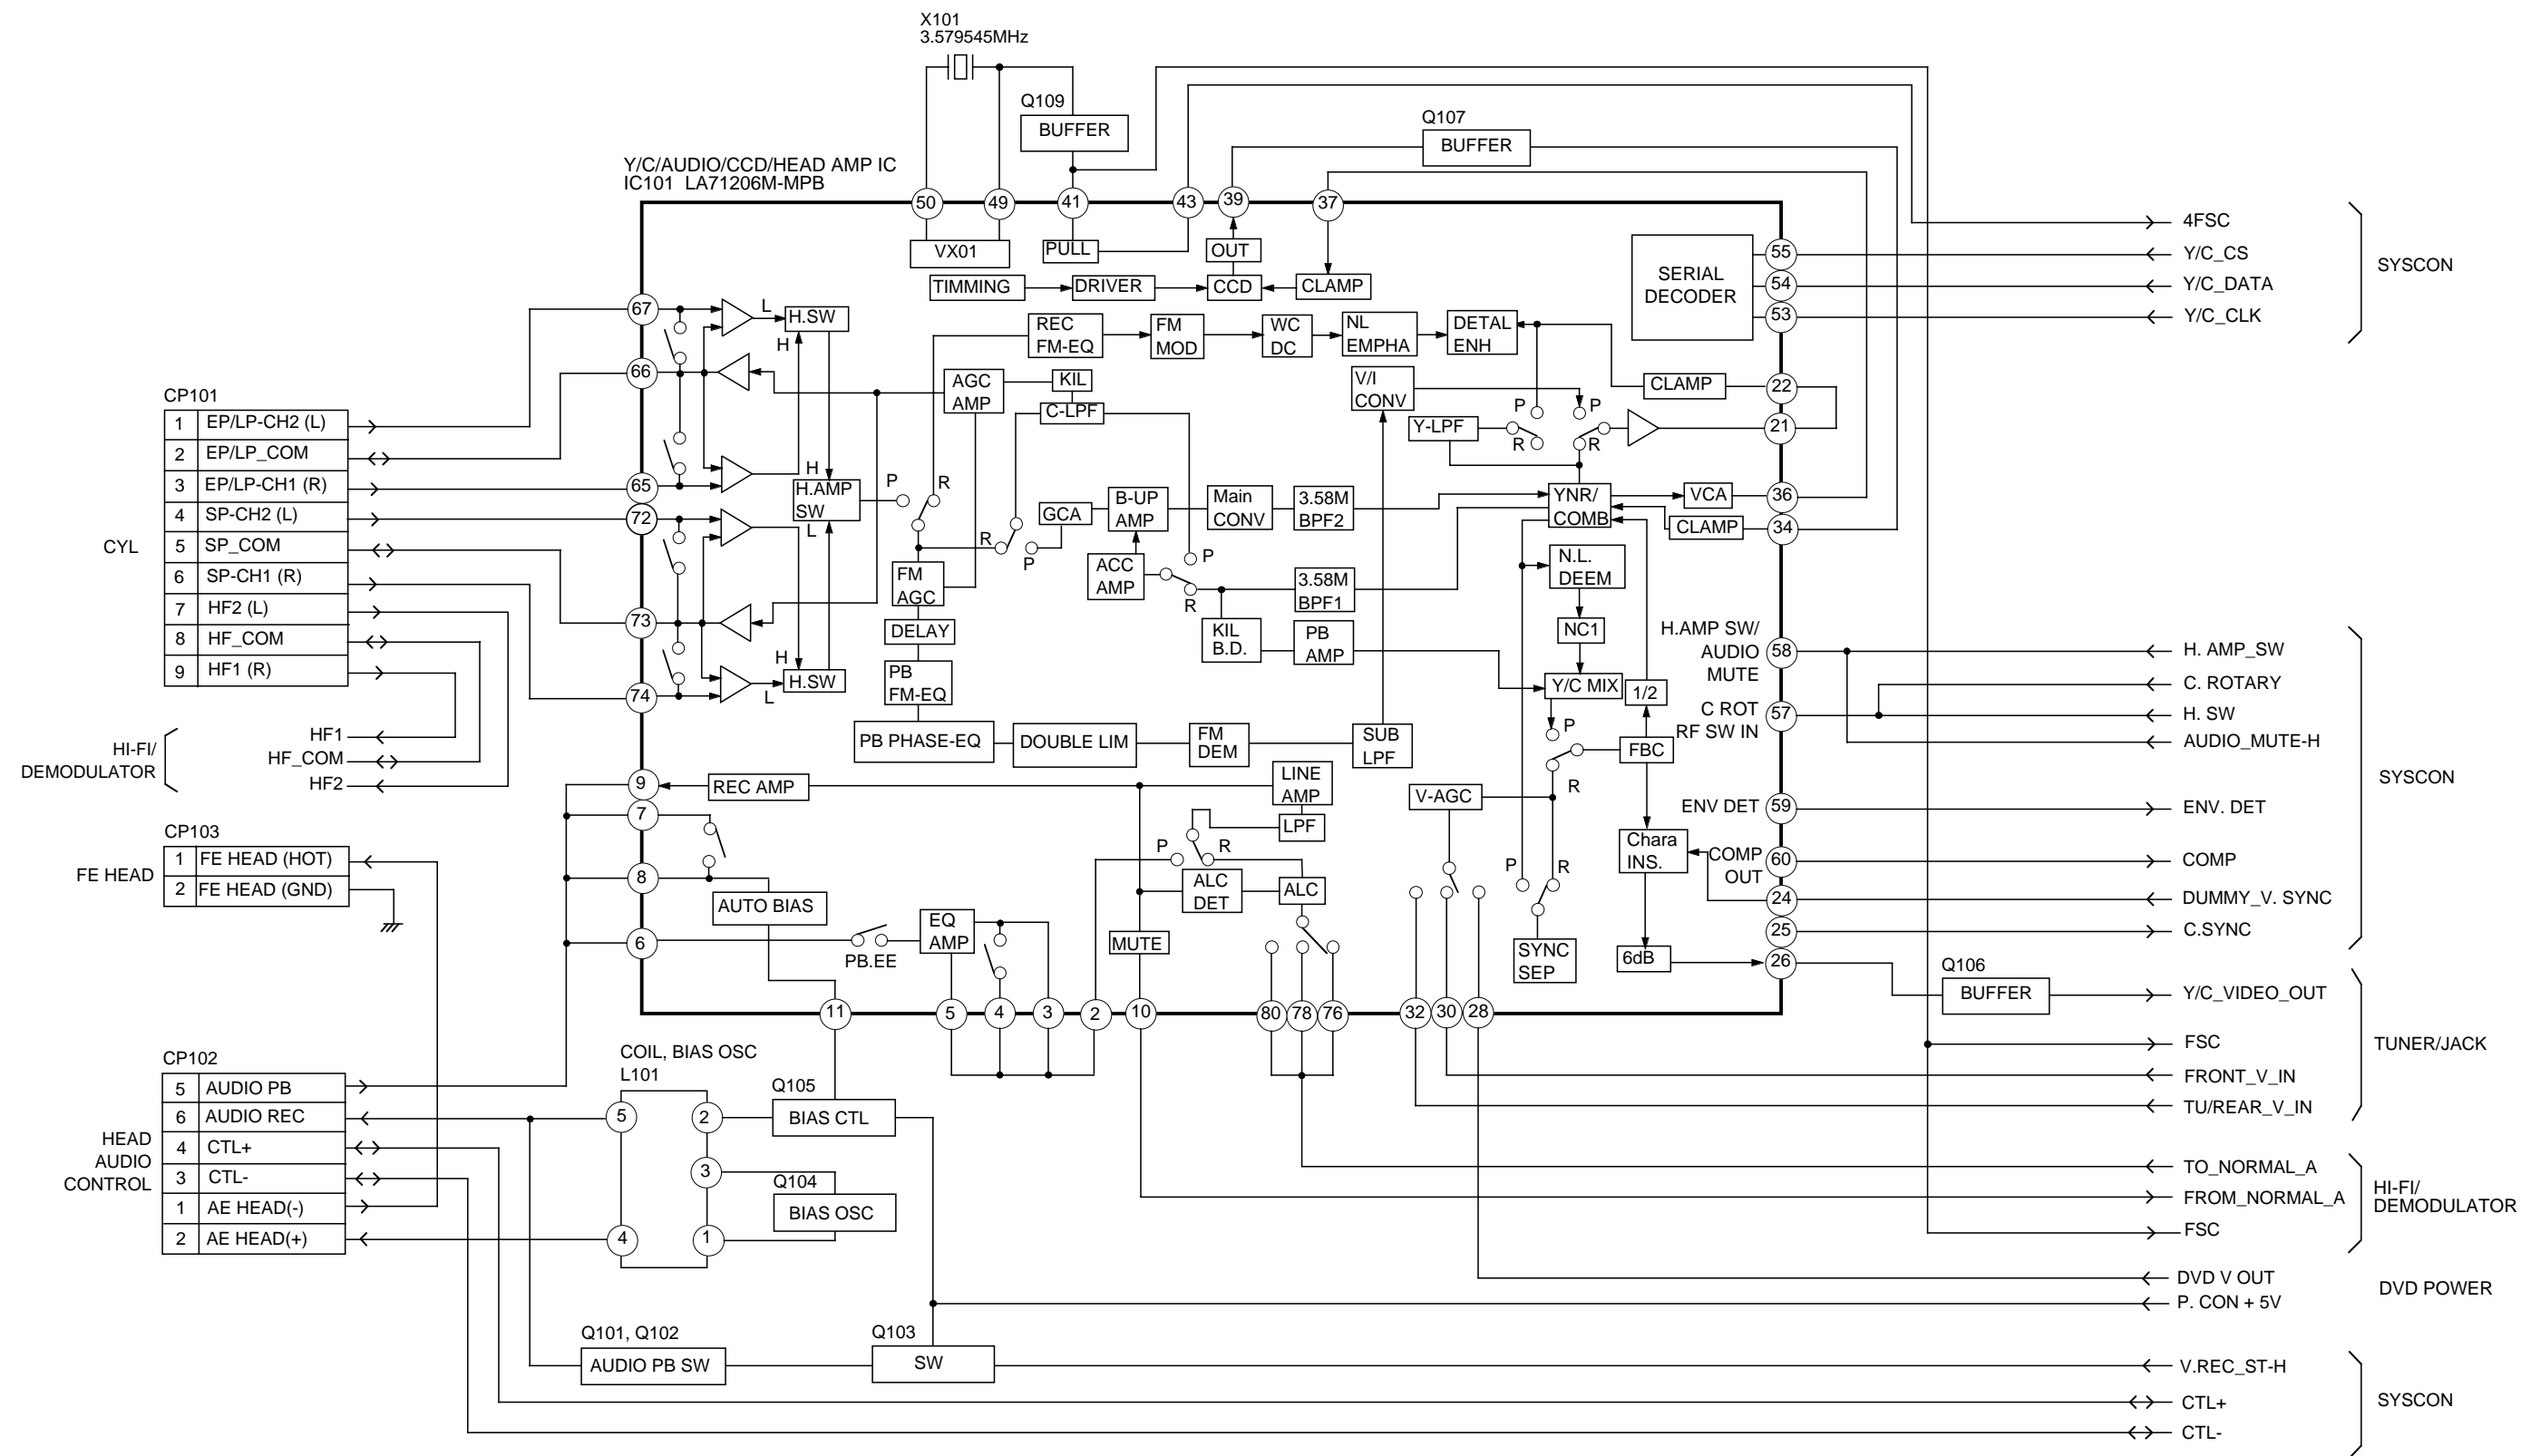 X101
3.579545MHz
Q109
BUFFER
Q107
BUFFER
Y/C/AUDIO/CCD/HEAD AMP IC
IC101 LA71206M-MPB
50
49
41
43
39
37
VX01
PULL
OUT
TIMMING
DRIVER
CCD
CLAMP
SERIAL
DECODER
55
54
53
4FSC
Y/C_CS
Y/C_DATA
Y/C_CLK
SYSCON
67
66
65
72
73
74
L
H.SW
H
H
H.AMP
SW
L
H
H.SW
L
P
R
REC
FM-EQ
FM
MOD
WC
DC
NL
EMPHA
DETAL
ENH
AGC
AMP
KIL
C-LPF
V/I
CONV
CLAMP
22
21
Y-LPF
P
R
P
R
GCA
B-UP
AMP
Main
CONV
3.58M
BPF2
YNR/
COMB
VCA
36
CLAMP
34
R
P
FM
AGC
ACC
AMP
P
R
3.58M
BPF1
N.L.
DEEM
DELAY
KIL
B.D.
PB
AMP
NC1
PB
FM-EQ
Y/C MIX
1/2
PB PHASE-EQ
DOUBLE LIM
FM
DEM
SUB
LPF
P
R
FBC
H.AMP SW/
AUDIO
MUTE
58
C ROT
RF SW IN
57
ENV DET
59
COMP
OUT
60
24
25
26
H. AMP_SW
C. ROTARY
H. SW
AUDIO_MUTE-H
ENV. DET
COMP
DUMMY_V. SYNC
C.SYNC
SYSCON
CP101
1 EP/LP-CH2 (L)
2 EP/LP_COM
3 EP/LP-CH1 (R)
4 SP-CH2 (L)
5 SP_COM
6 SP-CH1 (R)
7 HF2 (L)
8 HF_COM
9 HF1 (R)
CYL
HI-FI/
DEMODULATOR
HF1
HF_COM
HF2
CP103
1 FE HEAD (HOT)
2 FE HEAD (GND)
FE HEAD
9
7
8
6
REC AMP
AUTO BIAS
PB.EE
EQ
AMP
MUTE
LINE
AMP
LPF
P
R
ALC
DET
ALC
V-AGC
P
R
SYNC
SEP
Chara
INS.
6dB
11
5
4
3
2
10
80
78
76
32
30
28
Q106
BUFFER
Y/C_VIDEO_OUT
FSC
FRONT_V_IN
TU/REAR_V_IN
TUNER/JACK
CP102
5 AUDIO PB
6 AUDIO REC
4 CTL+
3 CTL-
1 AE HEAD(-)
2 AE HEAD(+)
HEAD
AUDIO
CONTROL
COIL, BIAS OSC
L101
5
4
2
3
1
Q105
BIAS CTL
Q104
BIAS OSC
TO_NORMAL_A
FROM_NORMAL_A
FSC
HI-FI/
DEMODULATOR
DVD V OUT
P. CON + 5V
DVD POWER
Q101, Q102
AUDIO PB SW
Q103
SW
V.REC_ST-H
CTL+
CTL-
SYSCON